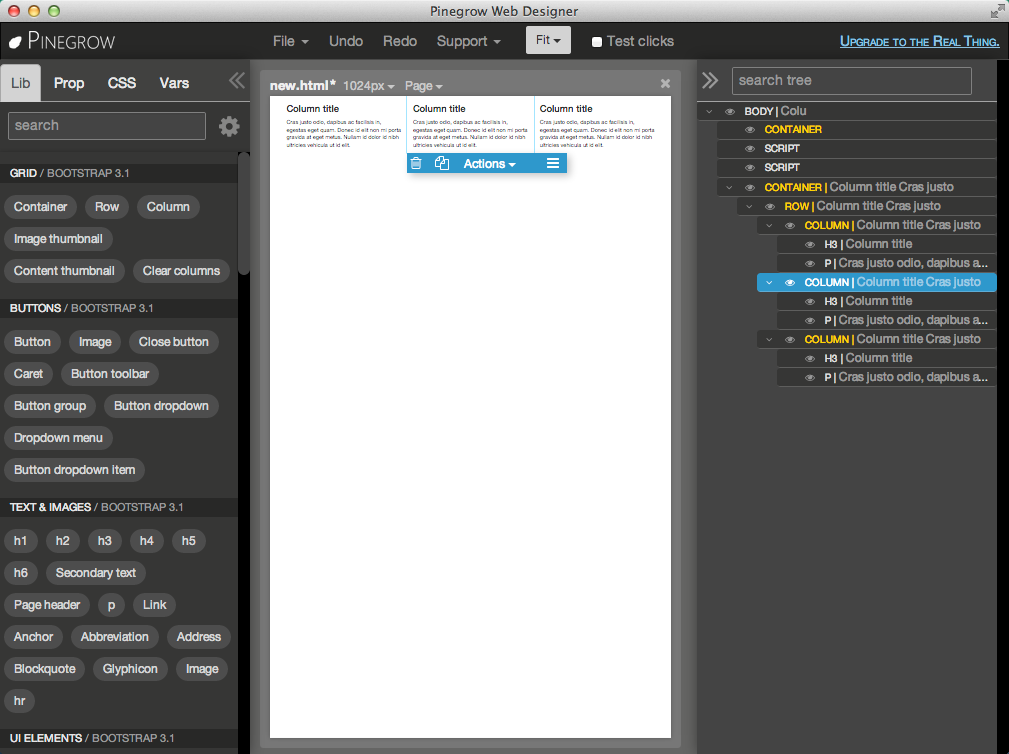 Pinegrow Web Designer
PINEGROW
File Undo Redo Support Fit Test clicks UPGRADE TO THE REAL THING.
Lib Prop CSS Vars
search
GRID / BOOTSTRAP 3.1
Container Row Column
Image thumbnail
Content thumbnail Clear columns
BUTTONS / BOOTSTRAP 3.1
Button Image Close button
Caret Button toolbar
Button group Button dropdown
Dropdown menu
Button dropdown item
TEXT & IMAGES / BOOTSTRAP 3.1
h1 h2 h3 h4 h5
h6 Secondary text
Page header p Link
Anchor Abbreviation Address
Blockquote Glyphicon Image
hr
UI ELEMENTS / BOOTSTRAP 3.1
new.html* 1024px Page
Column title Column title Column title
Cras justo odio, dapibus ac facilisis in, Cras justo odio, dapibus ac facilisis in, Cras justo odio, dapibus ac facilisis in,
egestas eget quam. Donec id elit non mi porta egestas eget quam. Donec id elit non mi porta egestas eget quam. Donec id elit non mi porta
gravida at eget metus. Nullam id dolor id nibh gravida at eget metus. Nullam id dolor id nibh gravida at eget metus. Nullam id dolor id nibh
ultricies vehicula ut id elit. ultricies vehicula ut id elit. ultricies vehicula ut id elit.
Actions
search tree
BODY | Colu
CONTAINER
SCRIPT
SCRIPT
CONTAINER | Column title Cras justo
ROW | Column title Cras justo
COLUMN | Column title Cras justo
H3 | Column title
P | Cras justo odio, dapibus a...
COLUMN | Column title Cras justo
H3 | Column title
P | Cras justo odio, dapibus a...
COLUMN | Column title Cras justo
H3 | Column title
P | Cras justo odio, dapibus a...